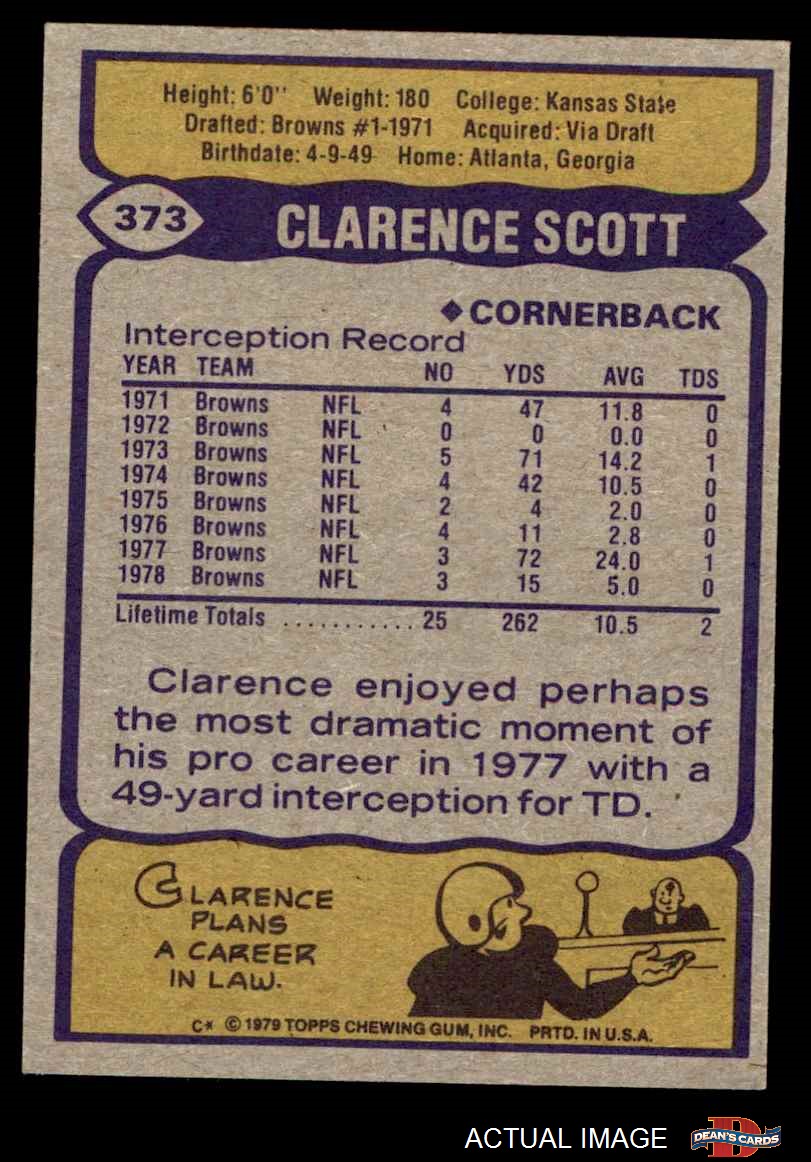 Height: 6'0'' Weight: 180 College: Kansas State
Drafted: Browns #1-1971 Acquired: Via Draft
Birthdate: 4-9-49 Home: Atlanta, Georgia
373 CLARENCE SCOTT
◆ CORNERBACK
Interception Record
YEAR TEAM NO YDS AVG TDS
1971 Browns NFL 4 47 11.8 0
1972 Browns NFL 0 0 0.0 0
1973 Browns NFL 5 71 14.2 1
1974 Browns NFL 4 42 10.5 0
1975 Browns NFL 2 4 2.0 0
1976 Browns NFL 4 11 2.8 0
1977 Browns NFL 3 72 24.0 1
1978 Browns NFL 3 15 5.0 0
Lifetime Totals ........... 25 262 10.5 2
Clarence enjoyed perhaps
the most dramatic moment of
his pro career in 1977 with a
49-yard interception for TD.
CLARENCE
PLANS
A CAREER
IN LAW.
C* © 1979 TOPPS CHEWING GUM, INC. PRTD. IN U.S.A.
ACTUAL IMAGE D DEAN'S CARDS